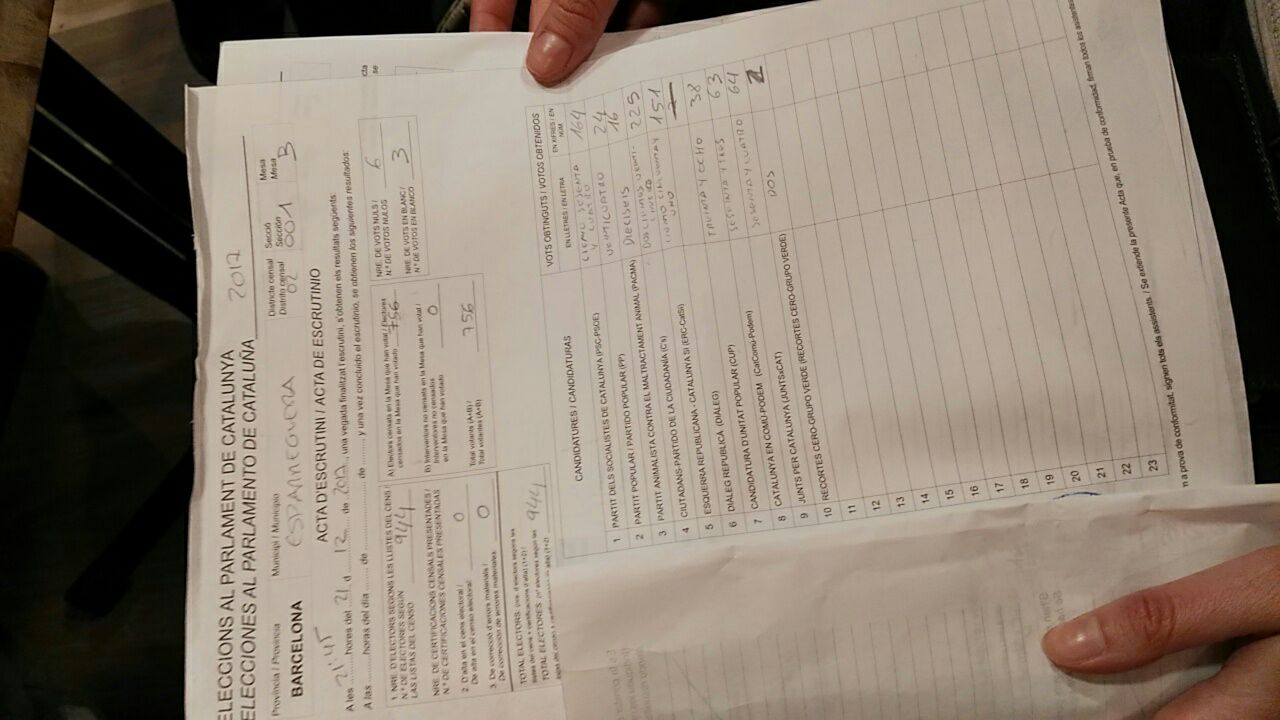 ELECCIONS AL PARLAMENT DE CATALUNYA
ELECCIONES AL PARLAMENTO DE CATALUÑA 2017
Província / Provincia
BARCELONA
Municipi / Municipio
Districte censal
Distrito censal
02
Secció
Sección
001
Mesa
Mesa
B
ACTA D'ESCRUTINI / ACTA DE ESCRUTINIO
A les 21'45 hores del 21 d 12 de 2017, una vegada finalitzat l'escrutini, s'obtenen els resultats següents:
A las ........ horas del día ........ de ........ de ........ y una vez concluido el escrutinio, se obtienen los siguientes resultados:
1. NRE. D'ELECTORS SEGONS LES LLISTES DEL CENS /
N.º DE ELECTORES SEGÚN
LAS LISTAS DEL CENSO
944
NRE. DE CERTIFICACIONS CENSALS PRESENTADES /
N.º DE CERTIFICACIONES CENSALES PRESENTADAS
2. D'alta en el cens electoral /
De alta en el censo electoral:
0
3. De correcció d'errors materials /
De corrección de errores materiales:
0
TOTAL ELECTORS:
TOTAL ELECTORES:
944
A) Electors censats en la Mesa que han votat / Electores
censados en la Mesa que han votado
756
B) Interventors no censats en la Mesa que han votat /
Interventores no censados
en la Mesa que han votado
0
Total votants (A+B) /
Total votantes (A+B)
756
NRE. DE VOTS NULS /
N.º DE VOTOS NULOS
6
NRE. DE VOTS EN BLANC /
N.º DE VOTOS EN BLANCO
3
CANDIDATURES / CANDIDATURAS
VOTS OBTINGUTS / VOTOS OBTENIDOS
EN LLETRES / EN LETRA
EN XIFRES / EN NÚM.
1 PARTIT DELS SOCIALISTES DE CATALUNYA (PSC-PSOE) CIENTO SESENTA Y CUATRO 164
2 PARTIT POPULAR / PARTIDO POPULAR (PP) VEINTICUATRO 24
3 PARTIT ANIMALISTA CONTRA EL MALTRACTAMENT ANIMAL (PACMA) DIECISEIS 16
4 CIUTADANS-PARTIDO DE LA CIUDADANÍA (C's) 225
5 ESQUERRA REPUBLICANA - CATALUNYA SÍ (ERC-CatSí) 151
6 DIÀLEG REPUBLICÀ (DIÀLEG)
7 CANDIDATURA D'UNITAT POPULAR (CUP) TREINTA Y OCHO 38
8 CATALUNYA EN COMÚ-PODEM (CatComú-Podem) SESENTA Y TRES 63
9 JUNTS PER CATALUNYA (JUNTSxCAT) SESENTA Y CUATRO 64
10 RECORTES CERO-GRUPO VERDE (RECORTES CERO-GRUPO VERDE) DOS 2
11
12
13
14
15
16
17
18
19
20
21
22
23
a prova de conformitat, signen tots els assistents. / Se extiende la presente Acta que, en prueba de conformidad, firman todos los asistentes